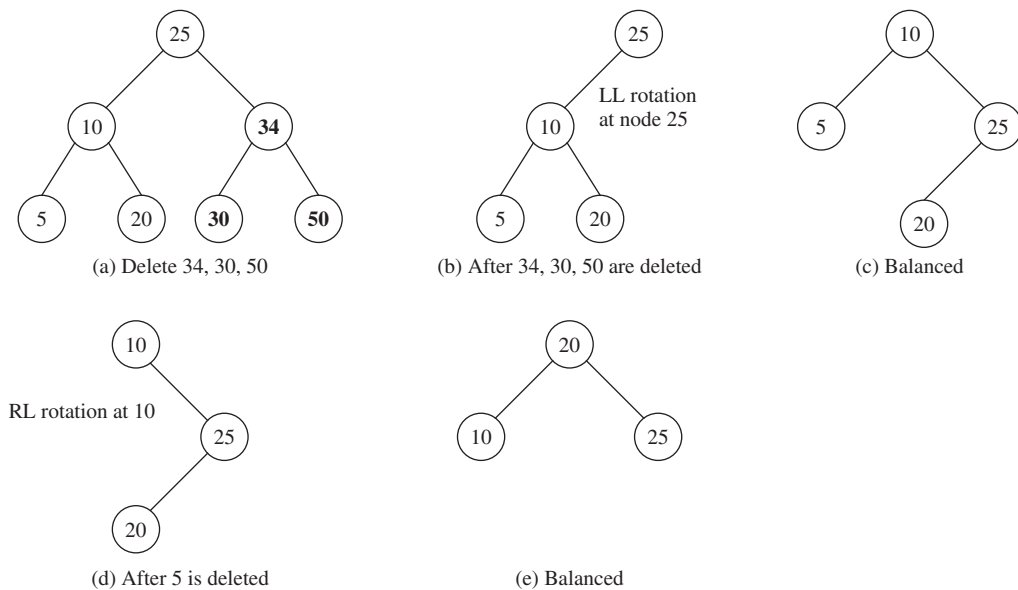 25
10
34
5
20
30
50
(a) Delete 34, 30, 50
25
LL rotation
at node 25
10
5
20
(b) After 34, 30, 50 are deleted
10
5
25
20
(c) Balanced
10
RL rotation at 10
25
20
(d) After 5 is deleted
20
10
25
(e) Balanced